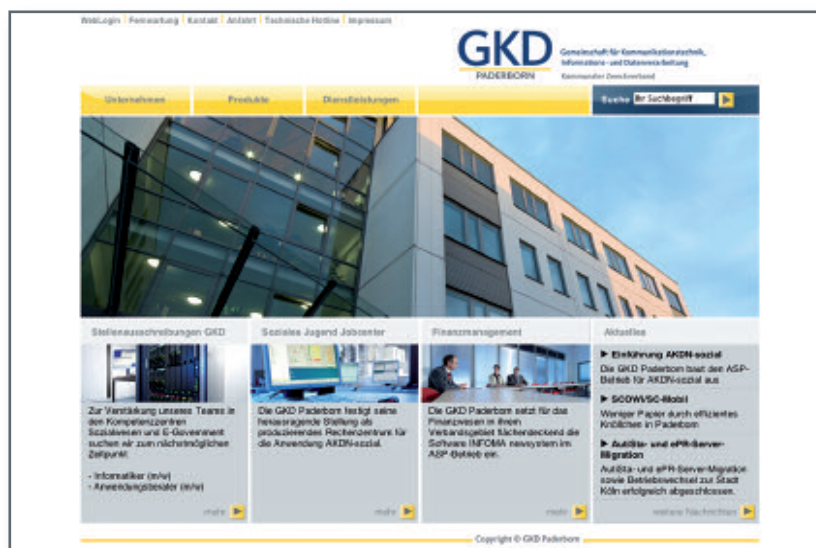 WebLogin | Fernwartung | Kontakt | Anfahrt | Technische Hotline | Impressum
GKD
PADERBORN
Gemeinschaft für Kommunikationstechnik,
Informations- und Datenverarbeitung
Kommunaler Zweckverband
Unternehmen
Produkte
Dienstleistungen
Suche
Ihr Suchbegriff
Stellenausschreibungen GKD
Zur Verstärkung unseres Teams in
den Kompetenzzentren
Sozialwesen und E-Government
suchen wir zum nächstmöglichen
Zeitpunkt
- Informatiker (m/w)
- Anwendungsberater (m/w)
mehr
Soziales Jugend Jobcenter
Die GKD Paderborn festigt seine
herausragende Stellung als
produzierendes Rechenzentrum für
die Anwendung AKDN-sozial.
mehr
Finanzmanagement
Die GKD Paderborn setzt für das
Finanzwesen in ihrem
Verbandsgebiet flächendeckend die
Software INFOMA newsystem im
ASP-Betrieb ein.
mehr
Aktuelles
► Einführung AKDN-sozial
Die GKD Paderborn baut den ASP-
Betrieb für AKDN-sozial aus
► SCOWI/SC-Mobil
Weniger Papier durch effizientes
Knöllchen in Paderborn
► AutiSta- und ePR-Server-
Migration
AutiSta- und ePR-Server-Migration
sowie Betriebswechsel zur Stadt
Köln erfolgreich abgeschlossen.
weitere Nachrichten
Copyright © GKD Paderborn